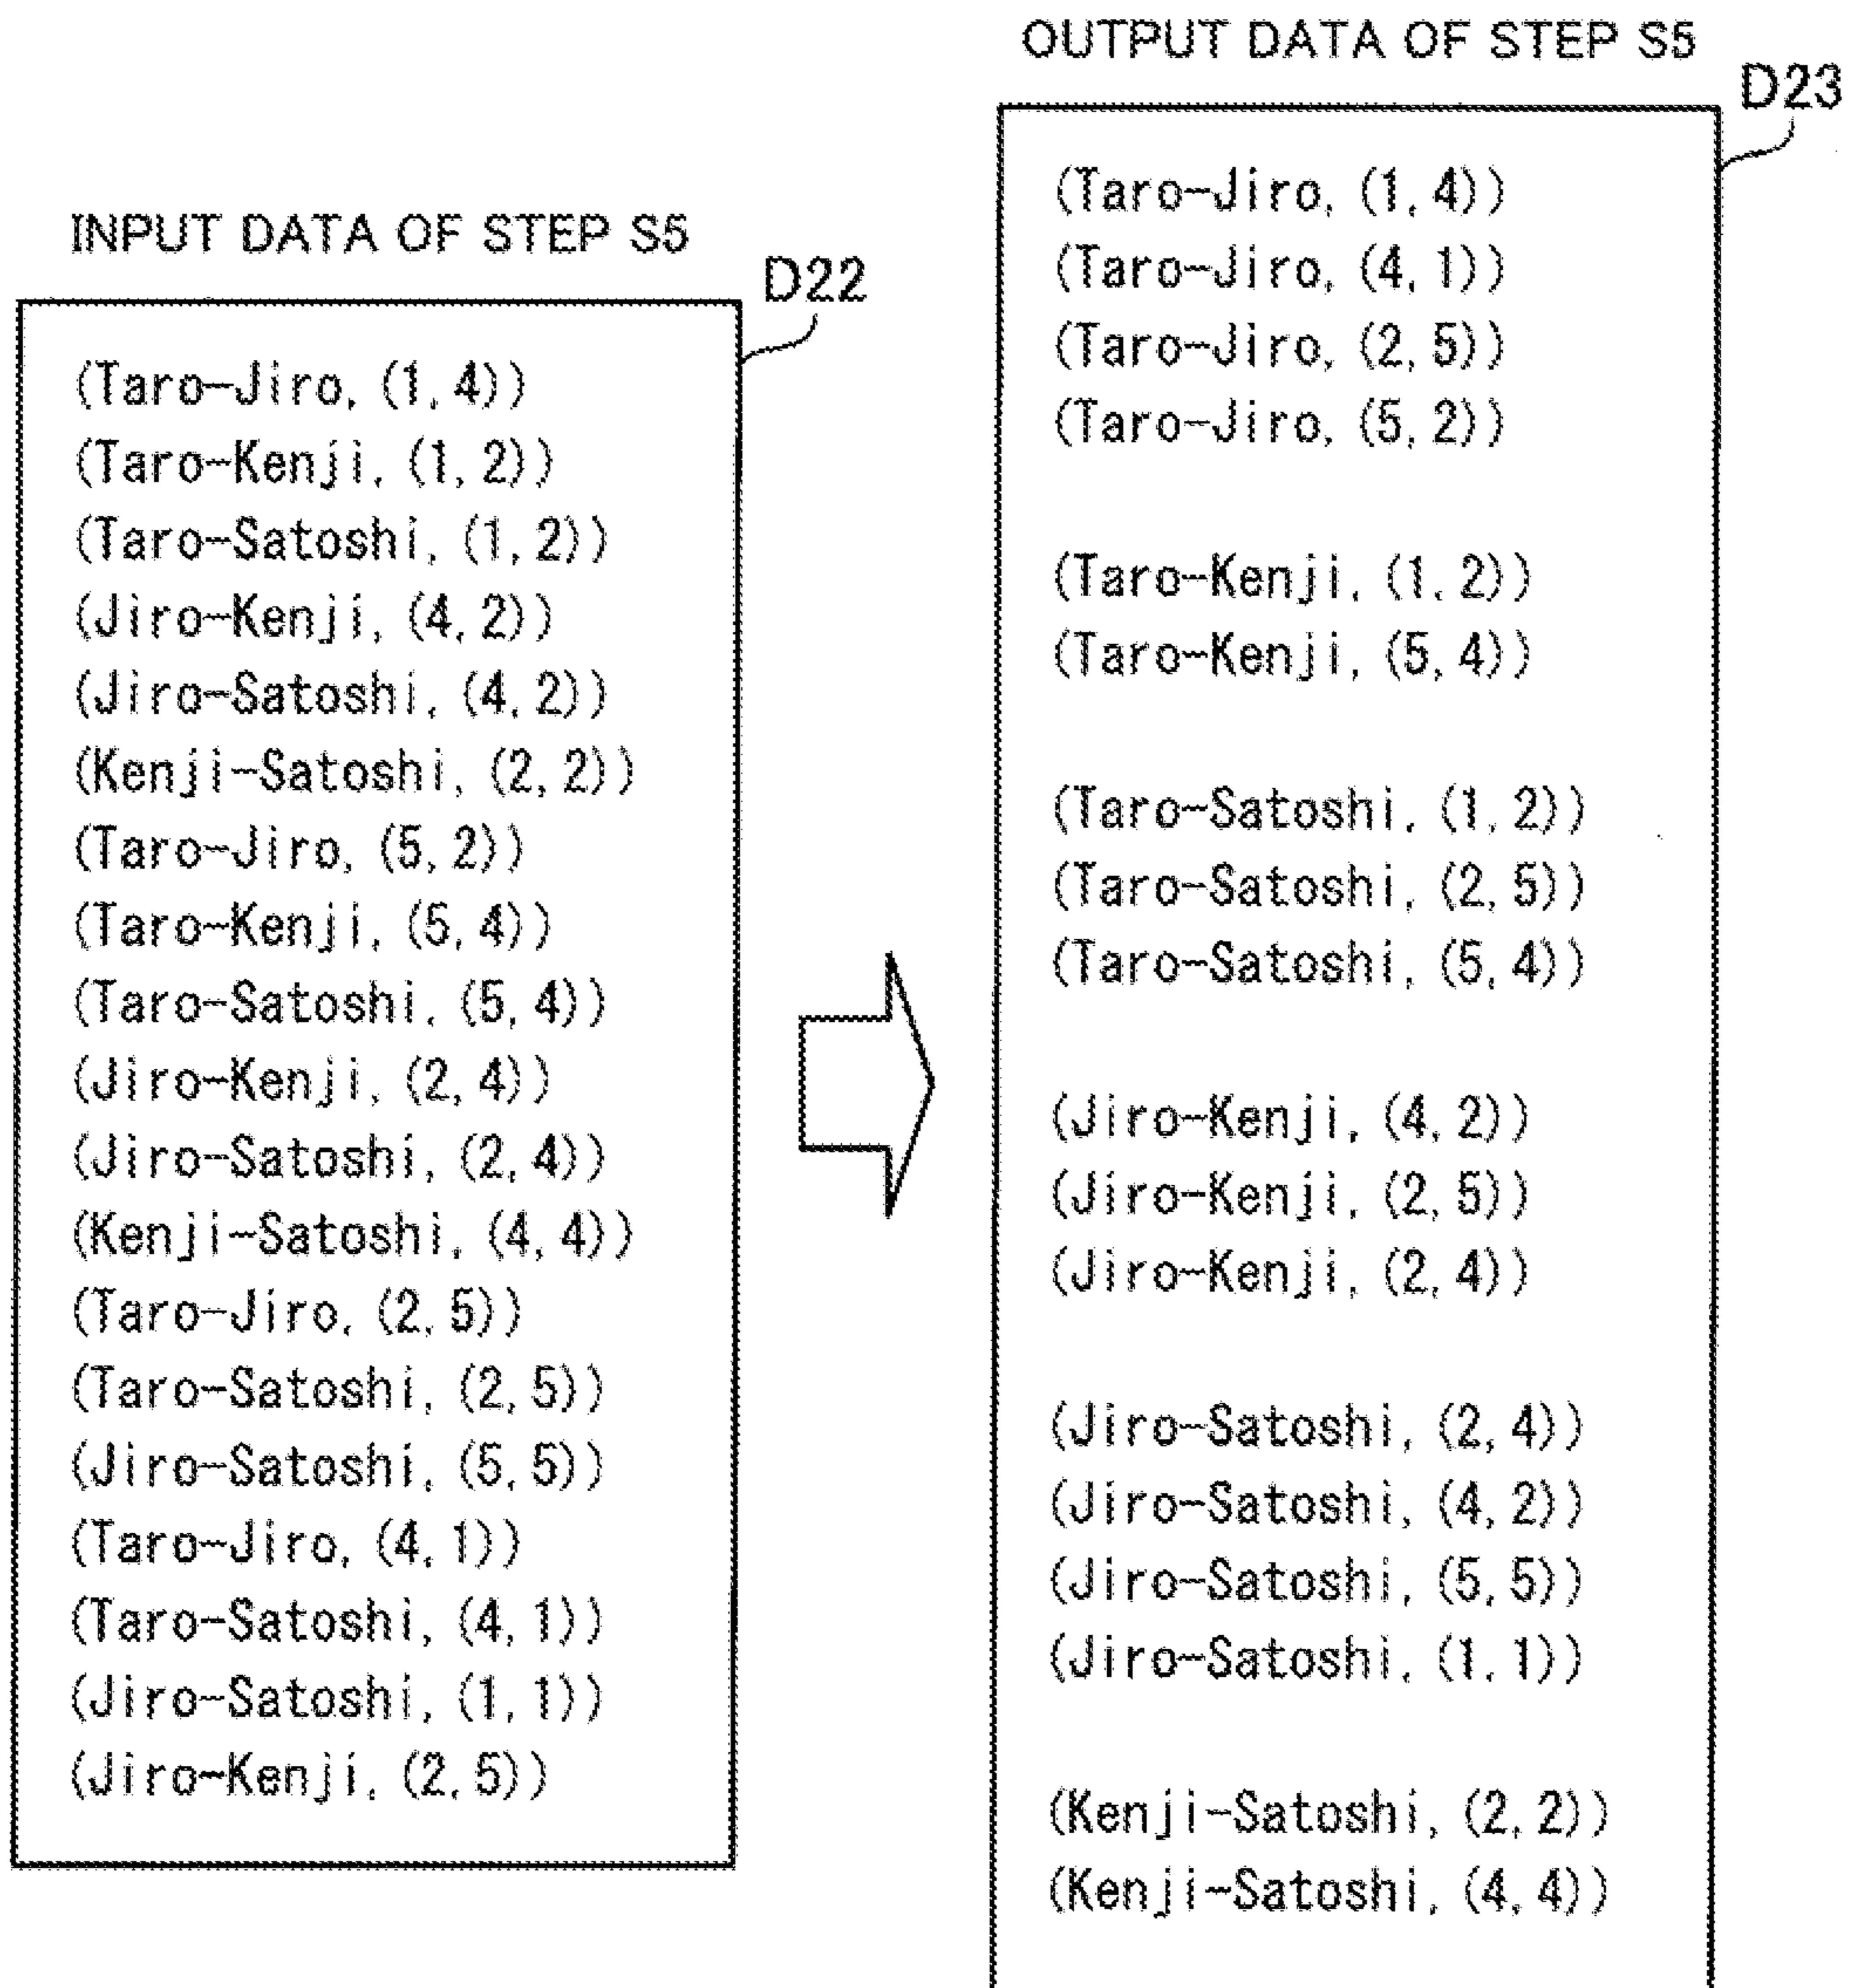 INPUT DATA OF STEP S5
D22
(Taro-Jiro, (1, 4))
(Taro-Kenji, (1, 2))
(Taro-Satoshi, (1, 2))
(Jiro-Kenji, (4, 2))
(Jiro-Satoshi, (4, 2))
(Kenji-Satoshi, (2, 2))
(Taro-Jiro, (5, 2))
(Taro-Kenji, (5, 4))
(Taro-Satoshi, (5, 4))
(Jiro-Kenji, (2, 4))
(Jiro-Satoshi, (2, 4))
(Kenji-Satoshi, (4, 4))
(Taro-Jiro, (2, 5))
(Taro-Satoshi, (2, 5))
(Jiro-Satoshi, (5, 5))
(Taro-Jiro, (4, 1))
(Taro-Satoshi, (4, 1))
(Jiro-Satoshi, (1, 1))
(Jiro-Kenji, (2, 5))
OUTPUT DATA OF STEP S5
D23
(Taro-Jiro, (1, 4))
(Taro-Jiro, (4, 1))
(Taro-Jiro, (2, 5))
(Taro-Jiro, (5, 2))
(Taro-Kenji, (1, 2))
(Taro-Kenji, (5, 4))
(Taro-Satoshi, (1, 2))
(Taro-Satoshi, (2, 5))
(Taro-Satoshi, (5, 4))
(Jiro-Kenji, (4, 2))
(Jiro-Kenji, (2, 5))
(Jiro-Kenji, (2, 4))
(Jiro-Satoshi, (2, 4))
(Jiro-Satoshi, (4, 2))
(Jiro-Satoshi, (5, 5))
(Jiro-Satoshi, (1, 1))
(Kenji-Satoshi, (2, 2))
(Kenji-Satoshi, (4, 4))